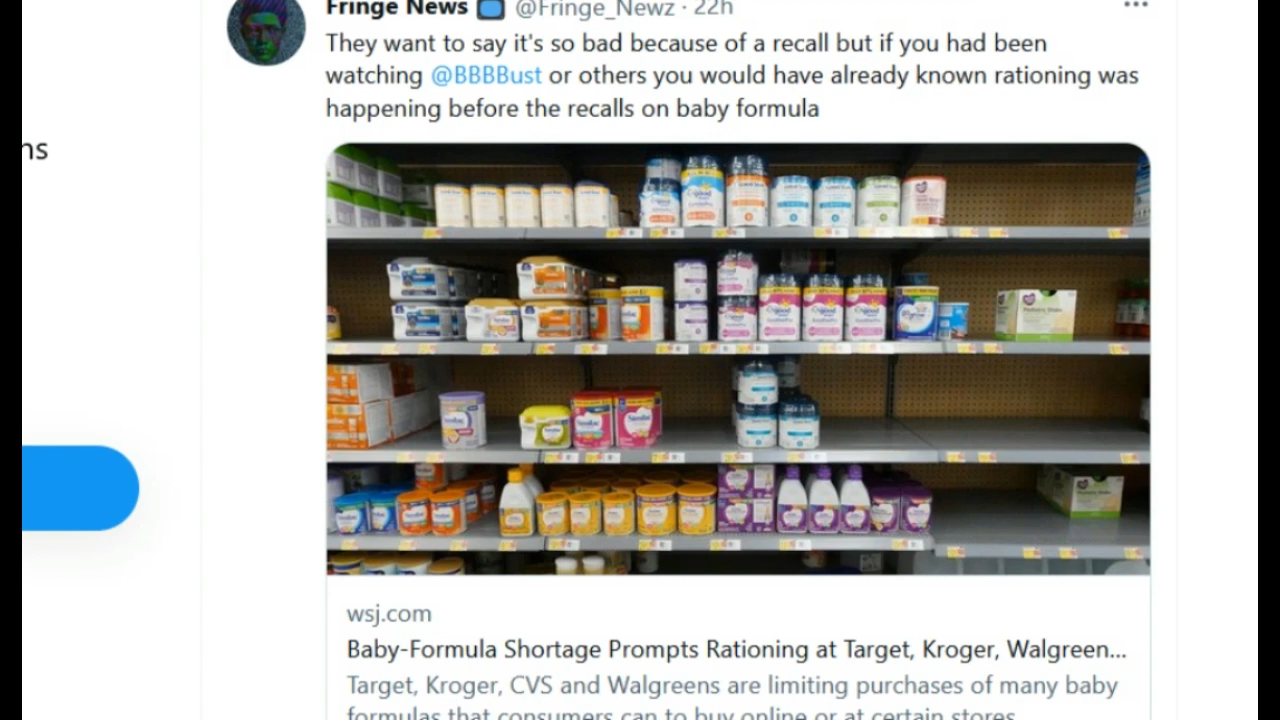 Fringe News @Fringe_Newz · 22h
They want to say it's so bad because of a recall but if you had been
watching @BBBBust or others you would have already known rationing was
happening before the recalls on baby formula
ns
wsj.com
Baby-Formula Shortage Prompts Rationing at Target, Kroger, Walgreen...
Target, Kroger, CVS and Walgreens are limiting purchases of many baby
formulas that consumers can to buy online or at certain stores